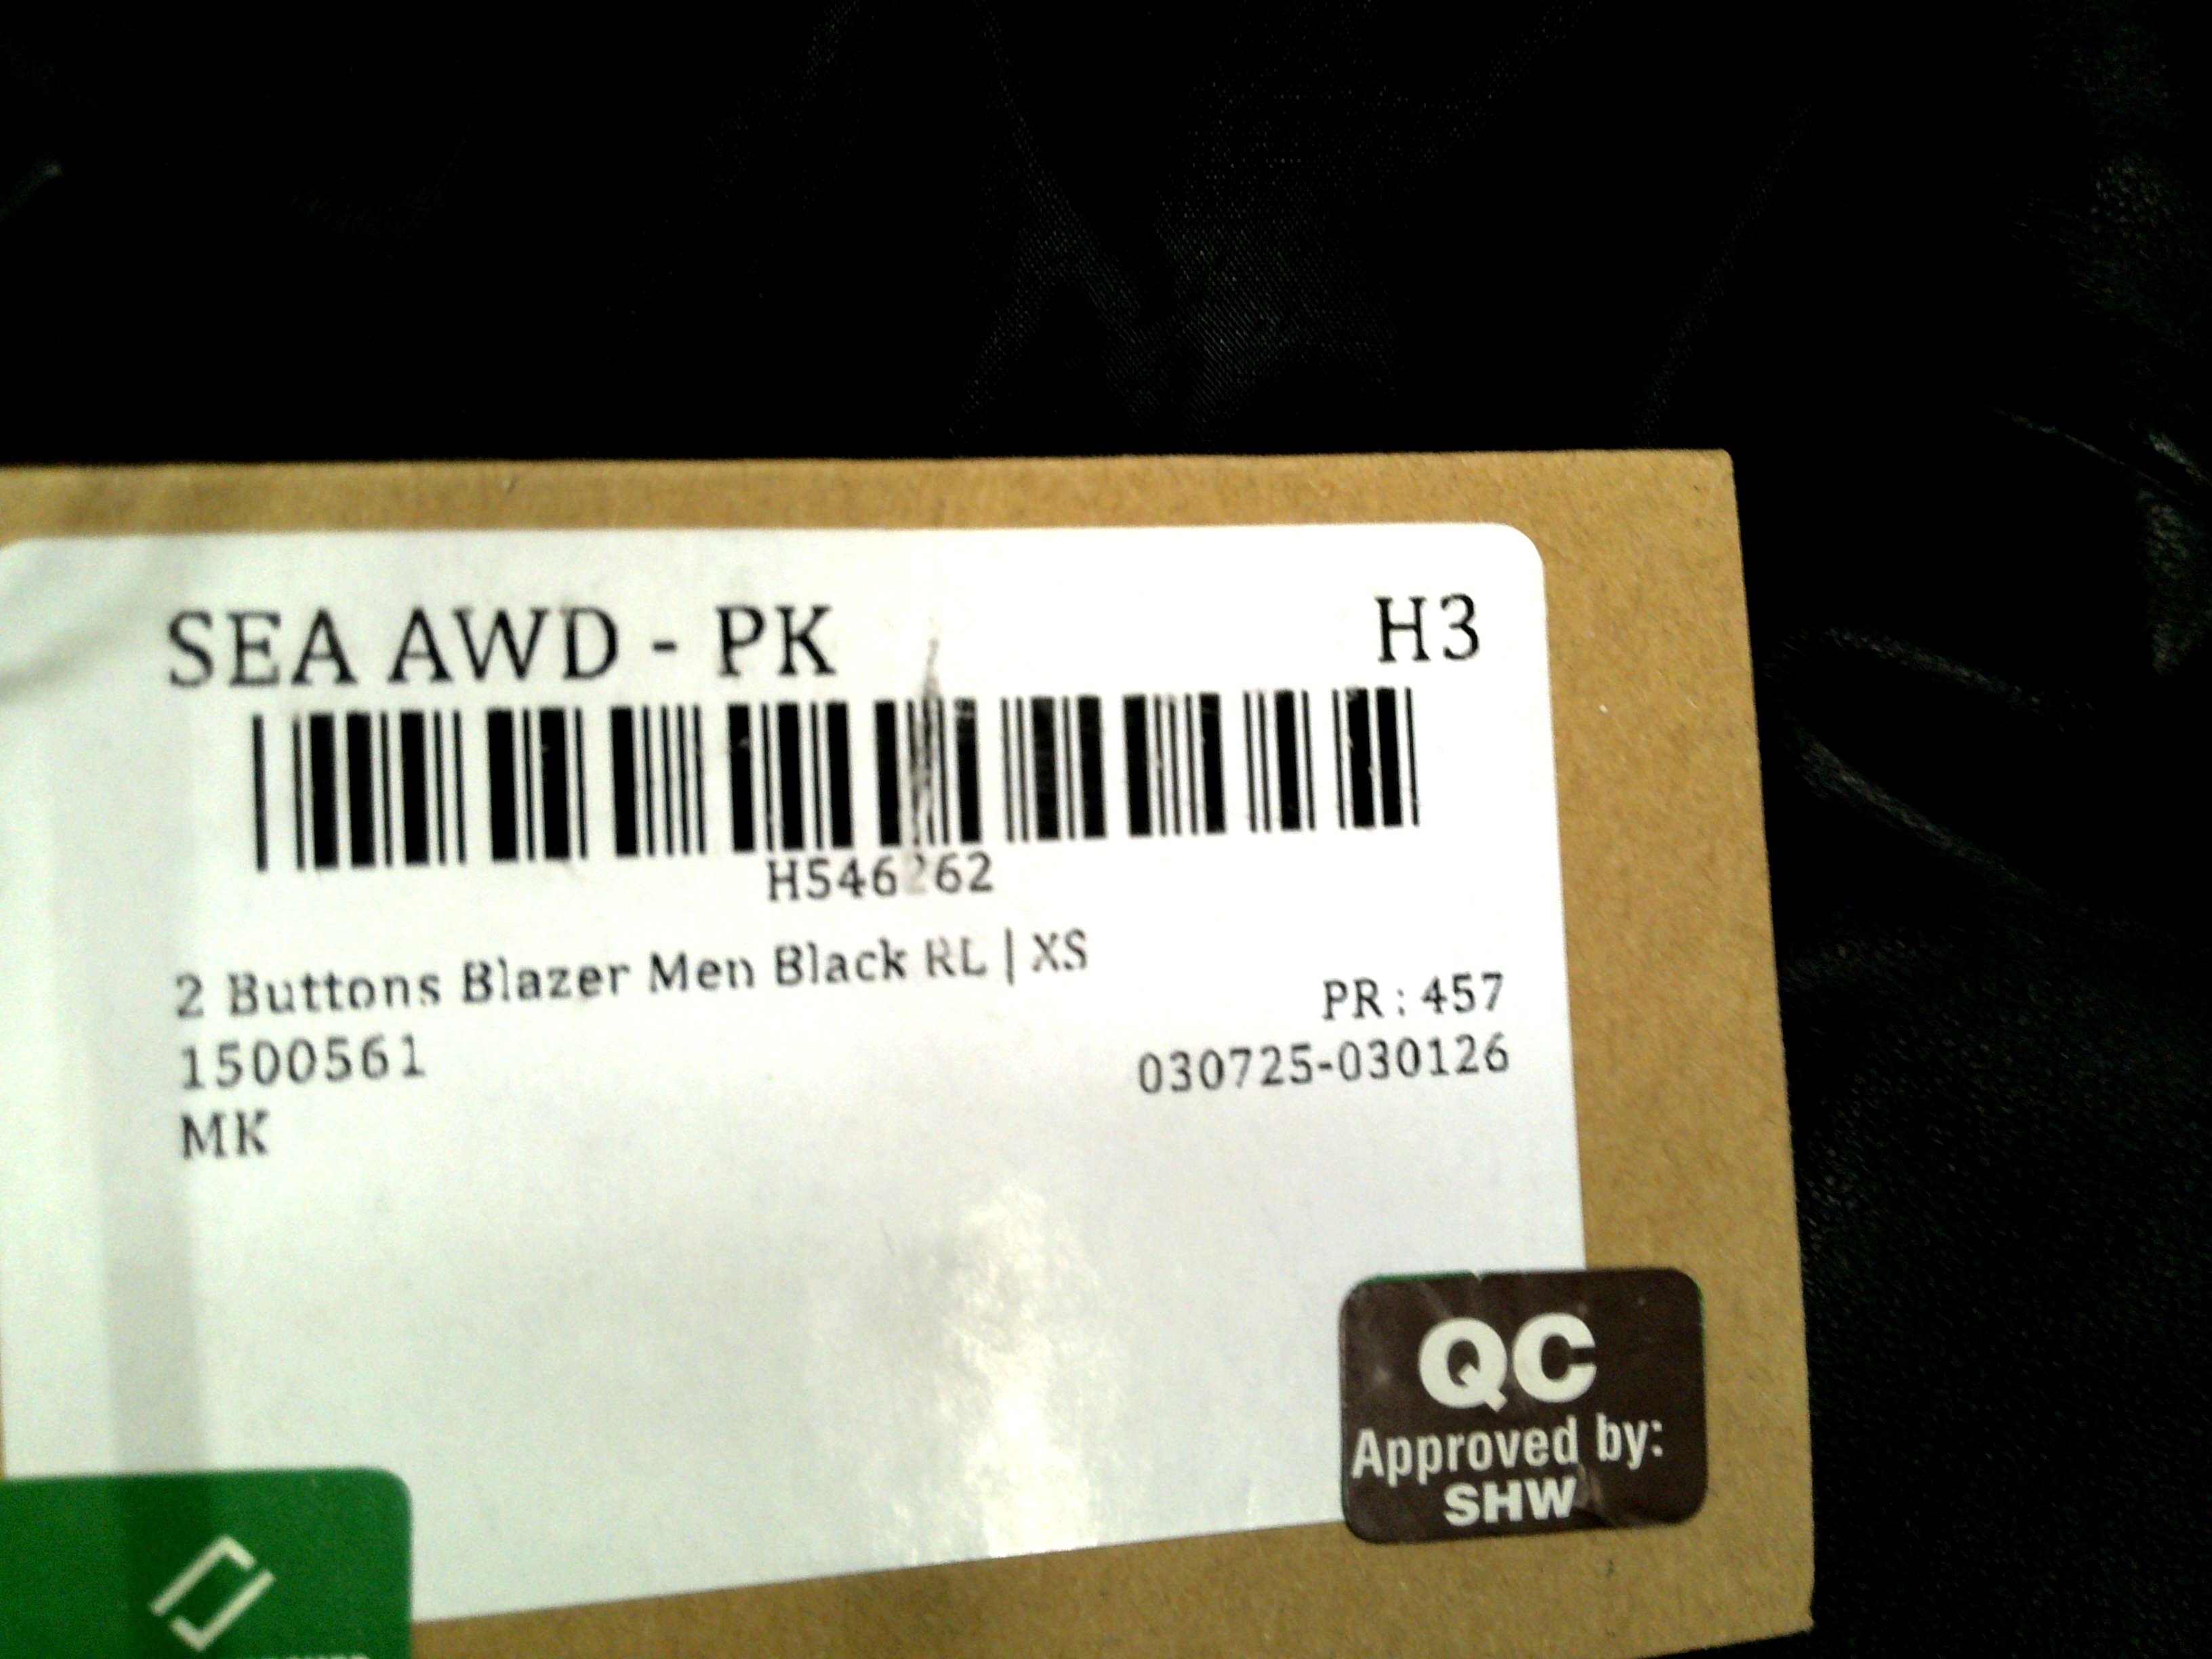 SEA AWD - PK
H3
2 Buttons Blazer Men Black RL | XS
PR : 457
1500561
030725-030126
MK
QC
Approved by:
SHW